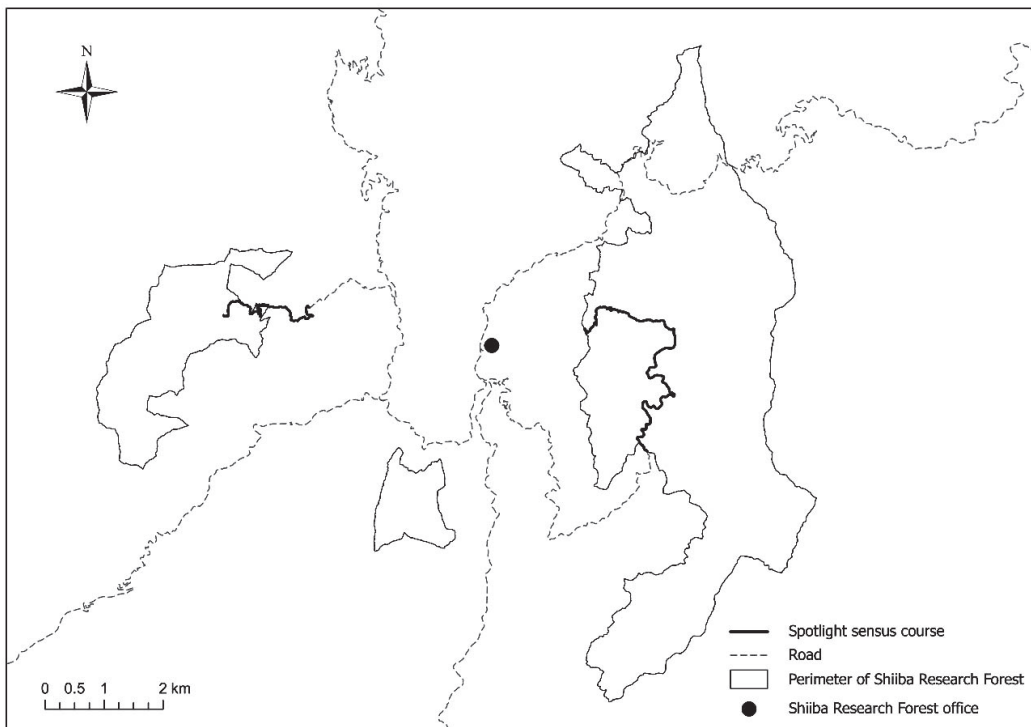 N
Spotlight sensus course
Road
Perimeter of Shiiba Research Forest
Shiiba Research Forest office
0 0.5 1 2 km